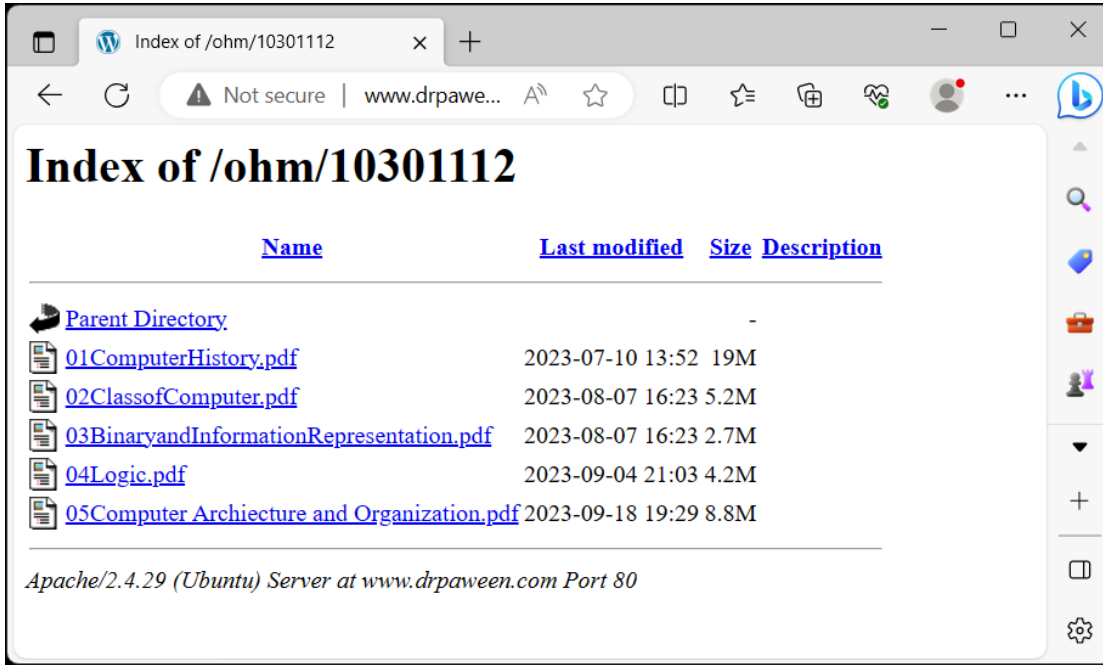 Index of /ohm/10301112
Not secure | www.drpawe...
Index of /ohm/10301112
Name Last modified Size Description
Parent Directory -
01ComputerHistory.pdf 2023-07-10 13:52 19M
02ClassofComputer.pdf 2023-08-07 16:23 5.2M
03BinaryandInformationRepresentation.pdf 2023-08-07 16:23 2.7M
04Logic.pdf 2023-09-04 21:03 4.2M
05Computer Archiecture and Organization.pdf 2023-09-18 19:29 8.8M
Apache/2.4.29 (Ubuntu) Server at www.drpaween.com Port 80